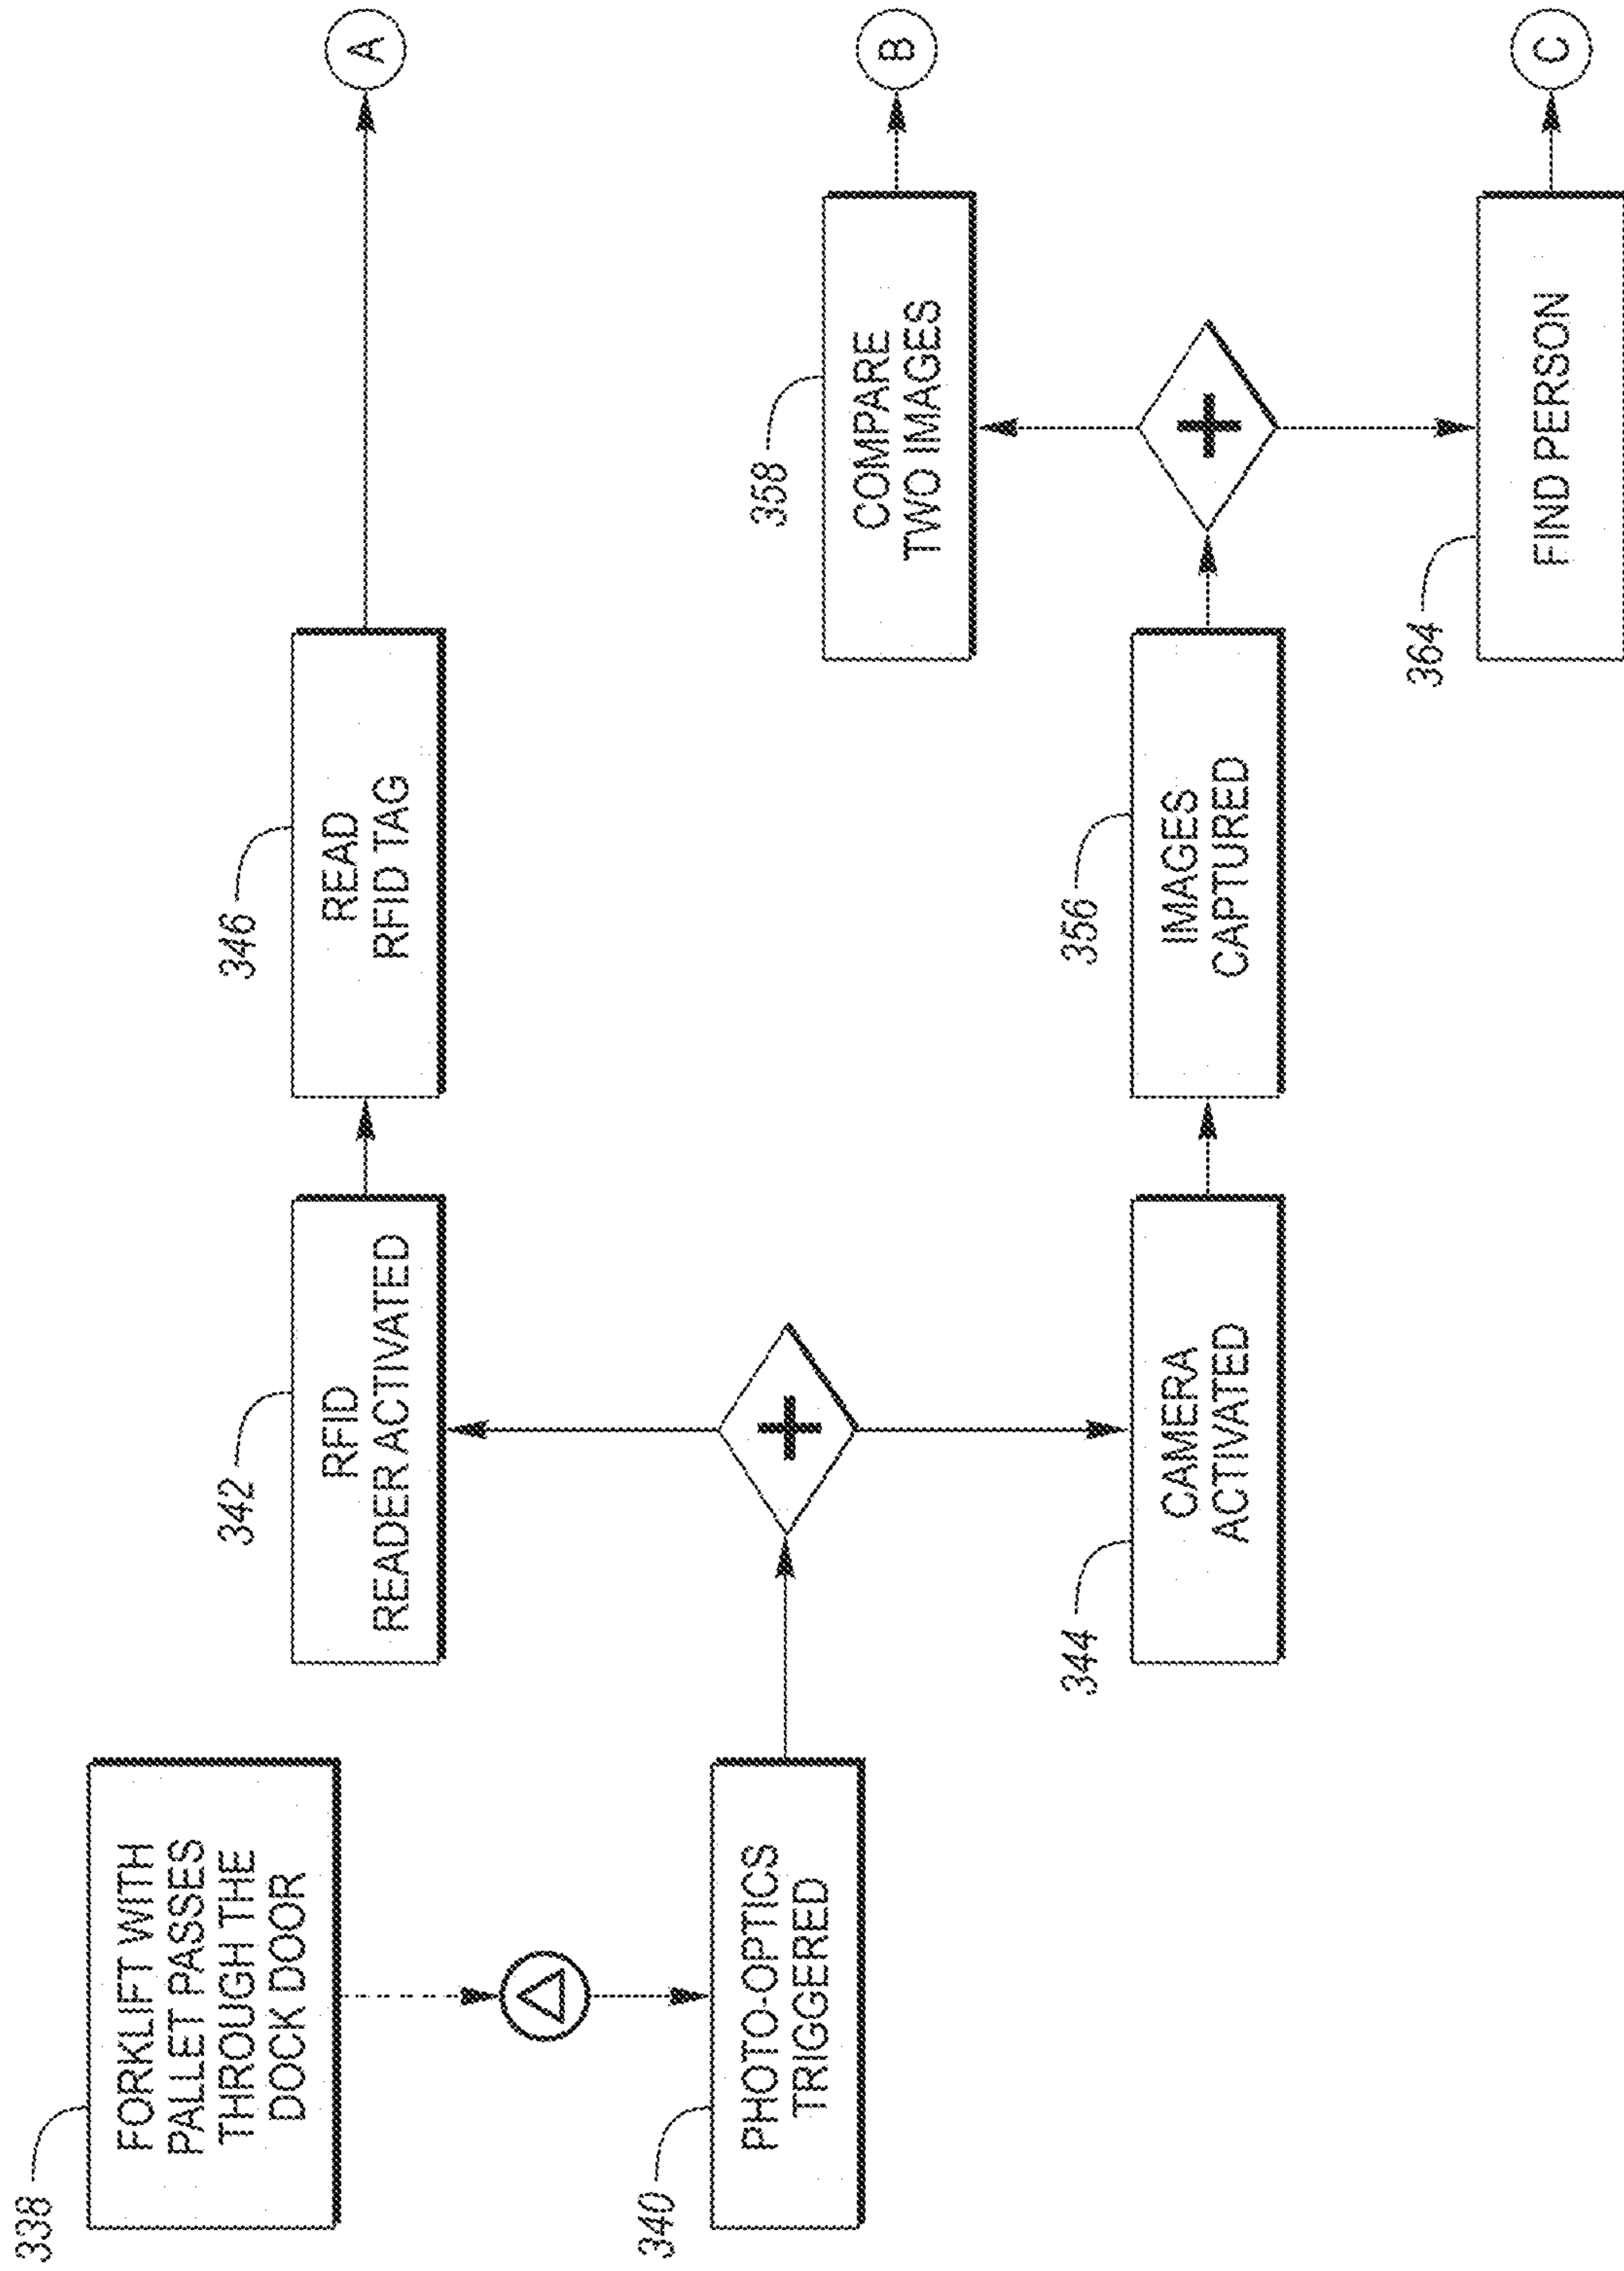 338
FORKLIFT WITH
PALLET PASSES
THROUGH THE
DOCK DOOR
340
PHOTO-OPTICS
TRIGGERED
342
RFID
READER ACTIVATED
344
CAMERA
ACTIVATED
346
READ
RFID TAG
A
356
IMAGES
CAPTURED
358
COMPARE
TWO IMAGES
B
364
FIND PERSON
C